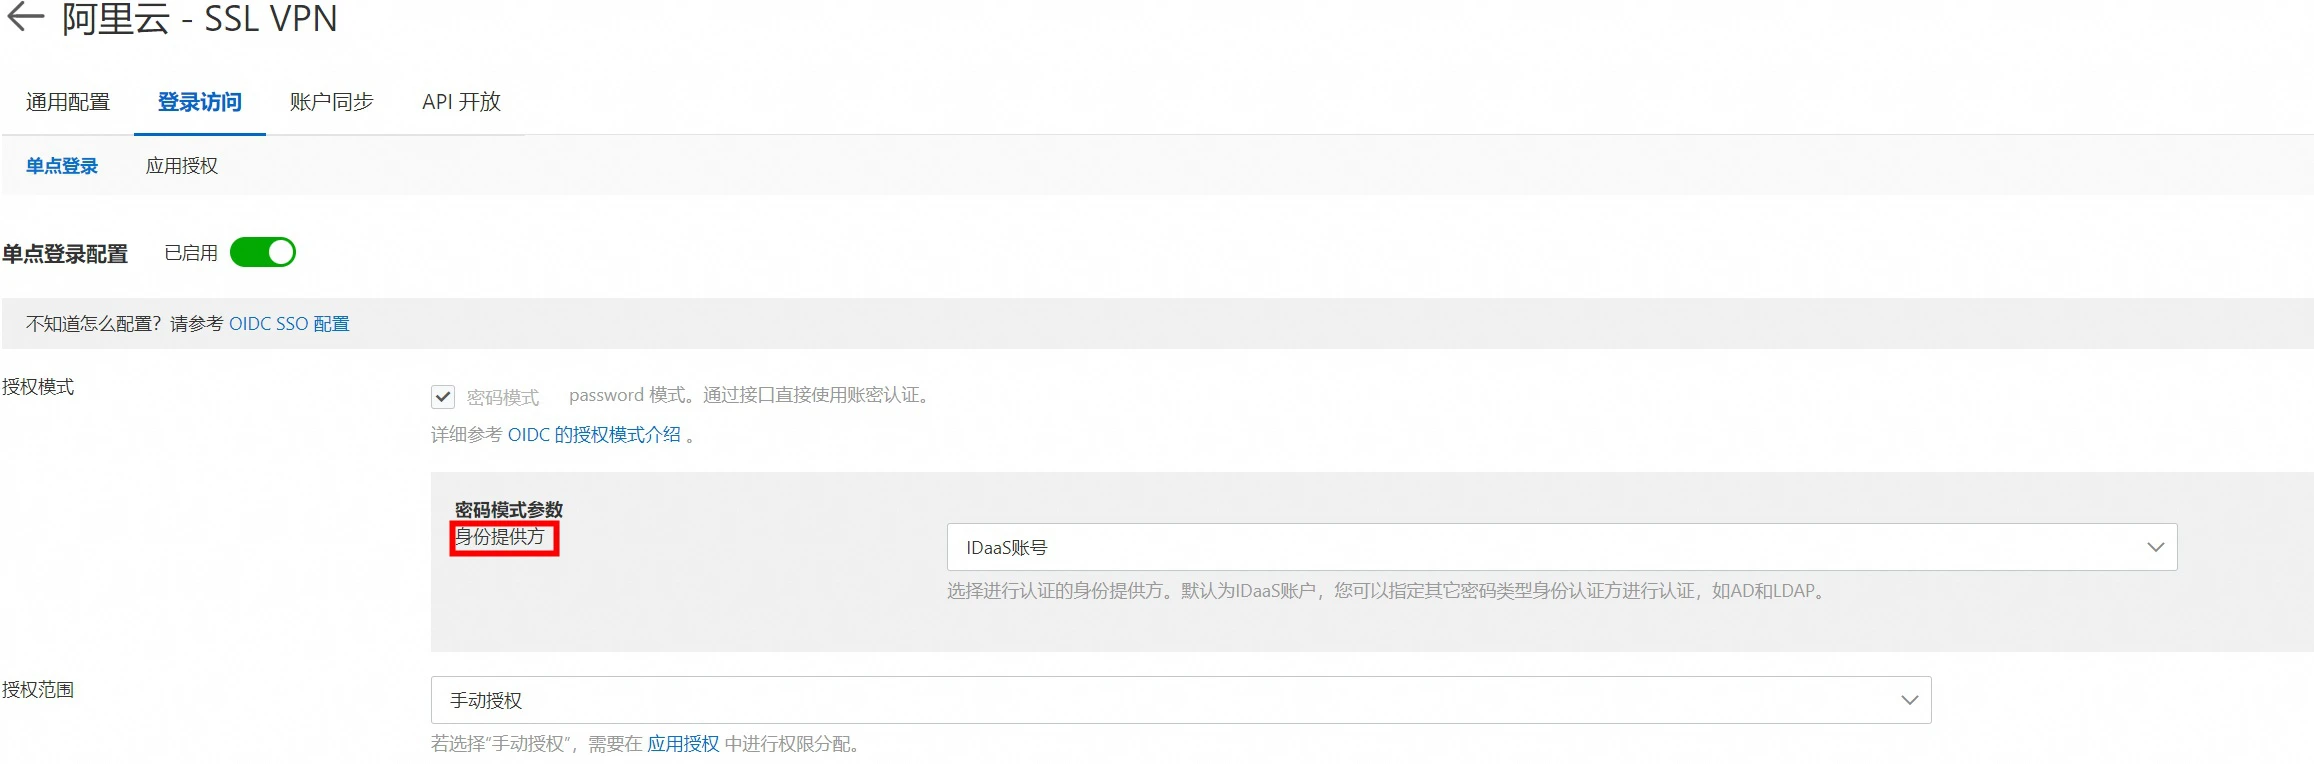 阿里云 - SSL VPN
通用配置 登录访问 账户同步 API 开放
单点登录 应用授权
单点登录配置 已启用
不知道怎么配置？请参考 OIDC SSO 配置
授权模式
密码模式 password 模式。通过接口直接使用账密认证。
详细参考 OIDC 的授权模式介绍 。
密码模式参数
身份提供方
IDaaS账号
选择进行认证的身份提供方。默认为IDaaS账户，您可以指定其它密码类型身份认证方进行认证，如AD和LDAP。
授权范围
手动授权
若选择“手动授权”，需要在 应用授权 中进行权限分配。